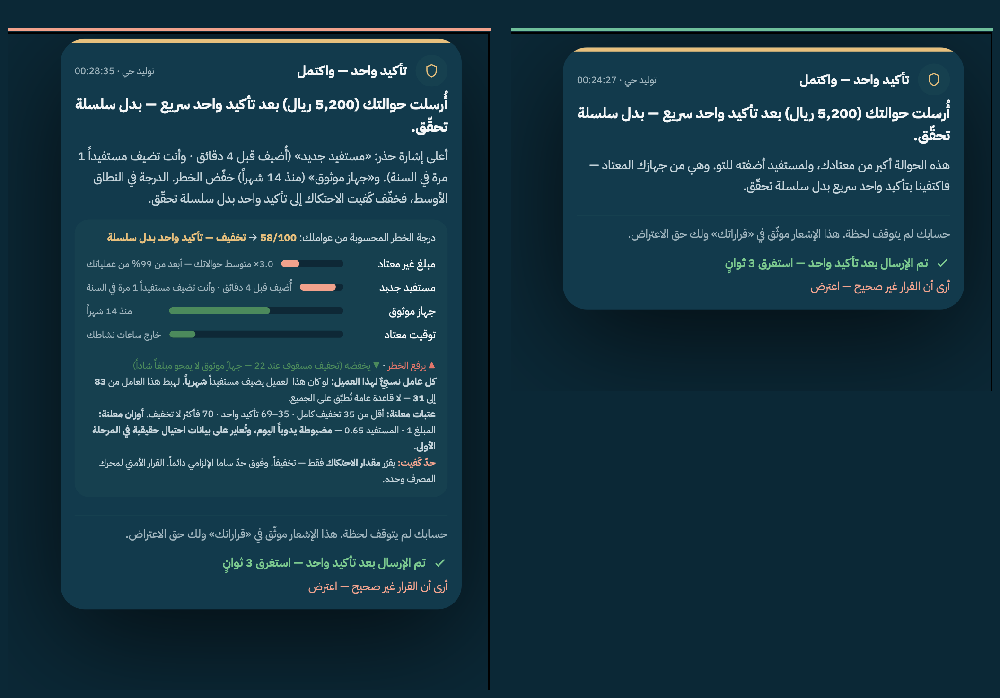 تأكيد واحد — واكتمل
توليد حي · 00:28:35
أُرسلت حوالتك (5,200 ريال) بعد تأكيد واحد سريع — بدل سلسلة
تحقّق.
أعلى إشارة حذر: «مستفيد جديد» (أُضيف قبل 4 دقائق · وأنت تضيف مستفيداً 1
مرة في السنة). و«جهاز موثوق» (منذ 14 شهراً) خفّض الخطر. الدرجة في النطاق
الأوسط، فخفّف كَفيت الاحتكاك إلى تأكيد واحد بدل سلسلة تحقّق.
درجة الخطر المحسوبة من عواملك: 58/100 → تخفيف — تأكيد واحد بدل سلسلة
مبلغ غير معتاد
3.0× متوسط حوالاتك — أبعد من 99% من عملياتك
مستفيد جديد
أُضيف قبل 4 دقائق · وأنت تضيف مستفيداً 1 مرة في السنة
جهاز موثوق
منذ 14 شهراً
توقيت معتاد
خارج ساعات نشاطك
▲ يرفع الخطر · ▼ يخفضه (تخفيف مسقوف عند 22 — جهازٌ موثوق لا يمحو مبلغاً شاذاً)
كل عامل نسبيٌّ لهذا العميل: لو كان هذا العميل يضيف مستفيداً شهرياً، لهبط هذا العامل من 83
إلى 31 — لا قاعدة عامة تُطبَّق على الجميع.
عتبات معلنة: أقل من 35 تخفيف كامل · 35–69 تأكيد واحد · 70 فأكثر لا تخفيف. أوزان معلنة:
المبلغ 1 · المستفيد 0.65 — مضبوطة يدوياً اليوم، وتُعاير على بيانات احتيال حقيقية في المرحلة
الأولى.
حدّ كَفيت: يقرّر مقدار الاحتكاك فقط — تخفيفاً، وفوق حدّ ساما الإلزامي دائماً. القرار الأمني لمحرك
المصرف وحده.
حسابك لم يتوقف لحظة. هذا الإشعار موثّق في «قراراتك» ولك حق الاعتراض.
تم الإرسال بعد تأكيد واحد — استغرق 3 ثوانٍ
أرى أن القرار غير صحيح — اعترض
تأكيد واحد — واكتمل
توليد حي · 00:24:27
أُرسلت حوالتك (5,200 ريال) بعد تأكيد واحد سريع — بدل سلسلة
تحقّق.
هذه الحوالة أكبر من معتادك، ولمستفيد أضفته للتو. وهي من جهازك المعتاد —
فاكتفينا بتأكيد واحد سريع بدل سلسلة تحقّق.
حسابك لم يتوقف لحظة. هذا الإشعار موثّق في «قراراتك» ولك حق الاعتراض.
تم الإرسال بعد تأكيد واحد — استغرق 3 ثوانٍ
أرى أن القرار غير صحيح — اعترض